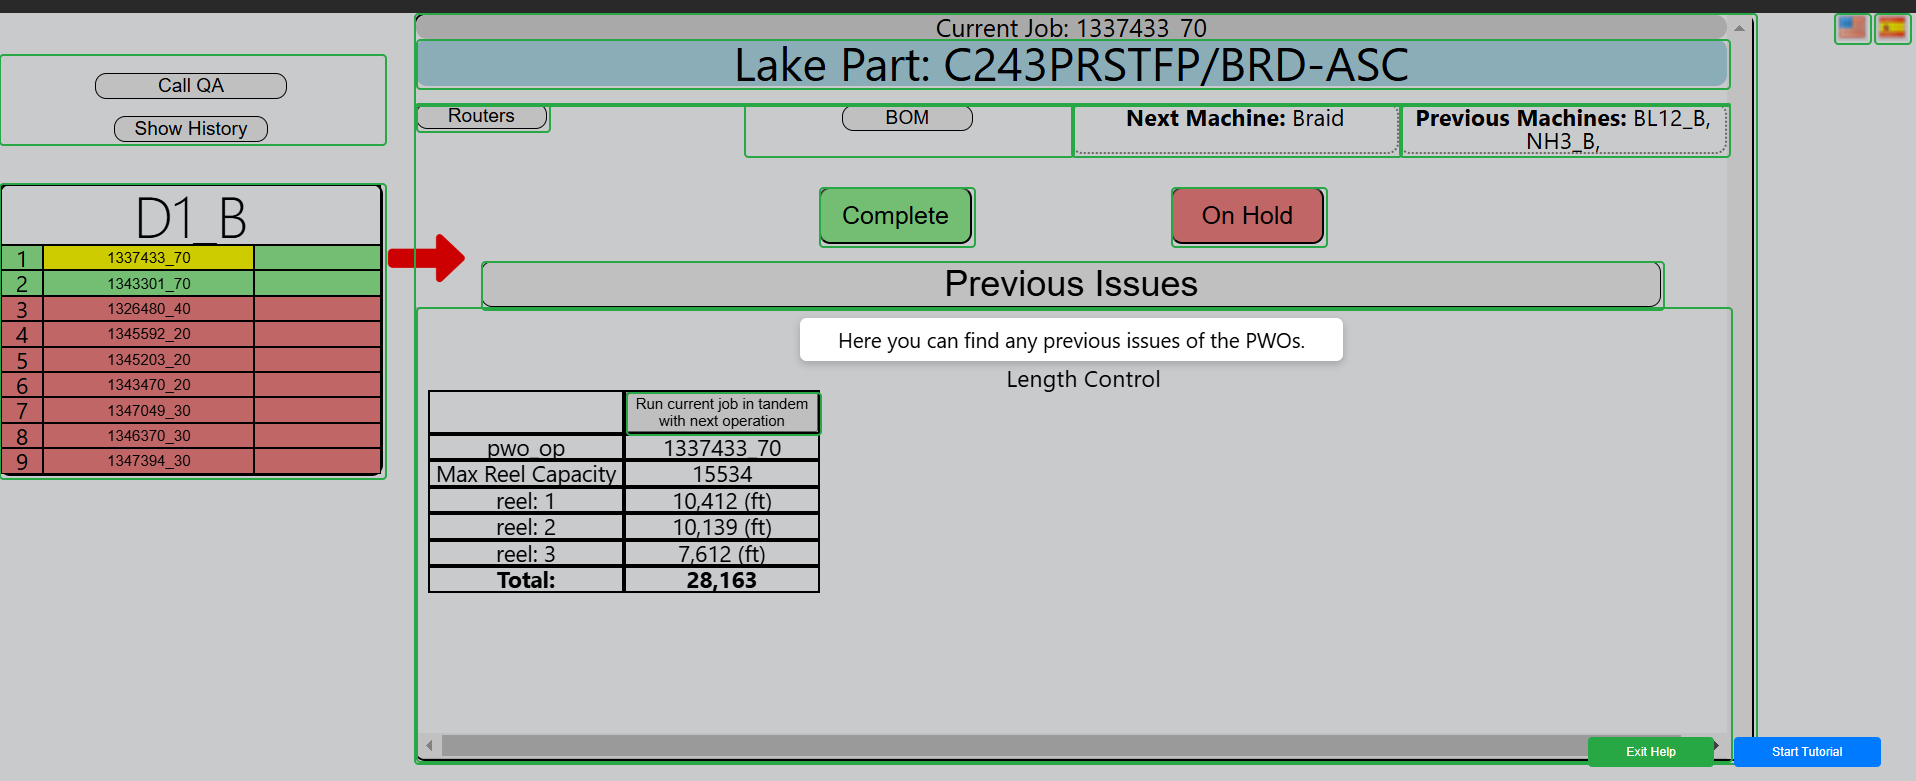 Current Job: 1337433_70
Lake Part: C243PRSTFP/BRD-ASC
Call QA
Show History
Routers
BOM
Next Machine: Braid
Previous Machines: BL12_B,
NH3_B,
Complete
On Hold
D1_B
1 1337433_70
2 1343301_70
3 1326480_40
4 1345592_20
5 1345203_20
6 1343470_20
7 1347049_30
8 1346370_30
9 1347394_30
Previous Issues
Here you can find any previous issues of the PWOs.
Length Control
Run current job in tandem
with next operation
pwo_op 1337433_70
Max Reel Capacity 15534
reel: 1 10,412 (ft)
reel: 2 10,139 (ft)
reel: 3 7,612 (ft)
Total: 28,163
Exit Help
Start Tutorial